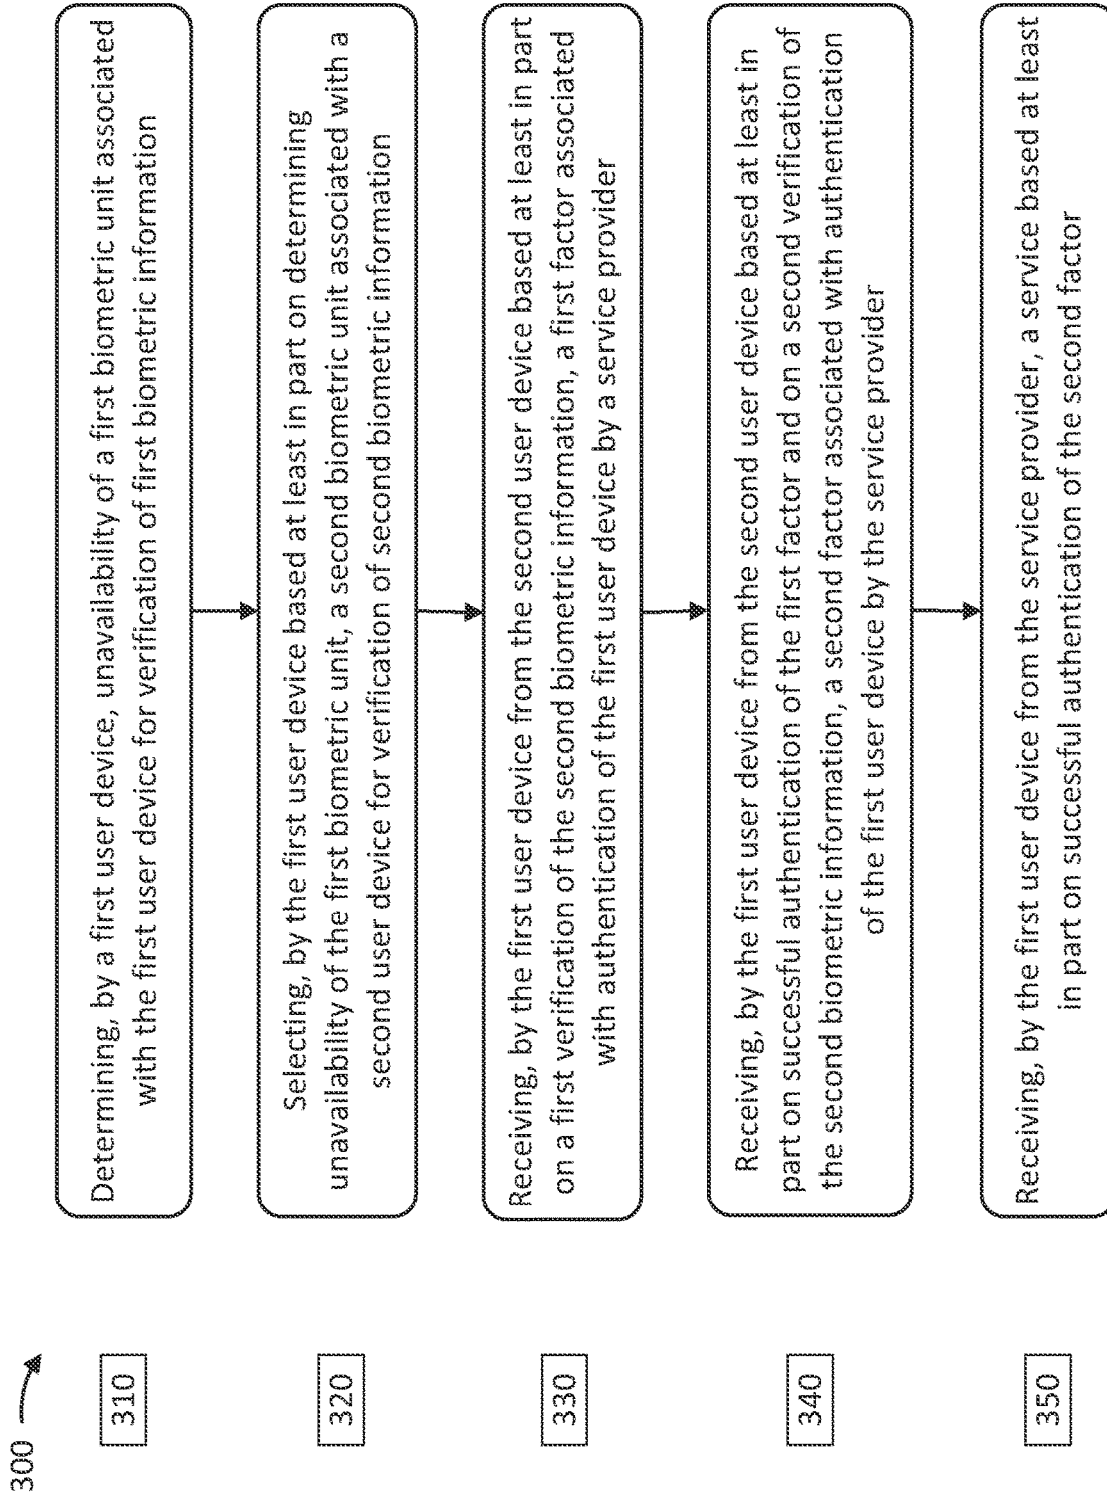 300
310
Determining, by a first user device, unavailability of a first biometric unit associated
with the first user device for verification of first biometric information
320
Selecting, by the first user device based at least in part on determining
unavailability of the first biometric unit, a second biometric unit associated with a
second user device for verification of second biometric information
330
Receiving, by the first user device from the second user device based at least in part
on a first verification of the second biometric information, a first factor associated
with authentication of the first user device by a service provider
340
Receiving, by the first user device from the second user device based at least in
part on successful authentication of the first factor and on a second verification of
the second biometric information, a second factor associated with authentication
of the first user device by the service provider
350
Receiving, by the first user device from the service provider, a service based at least
in part on successful authentication of the second factor